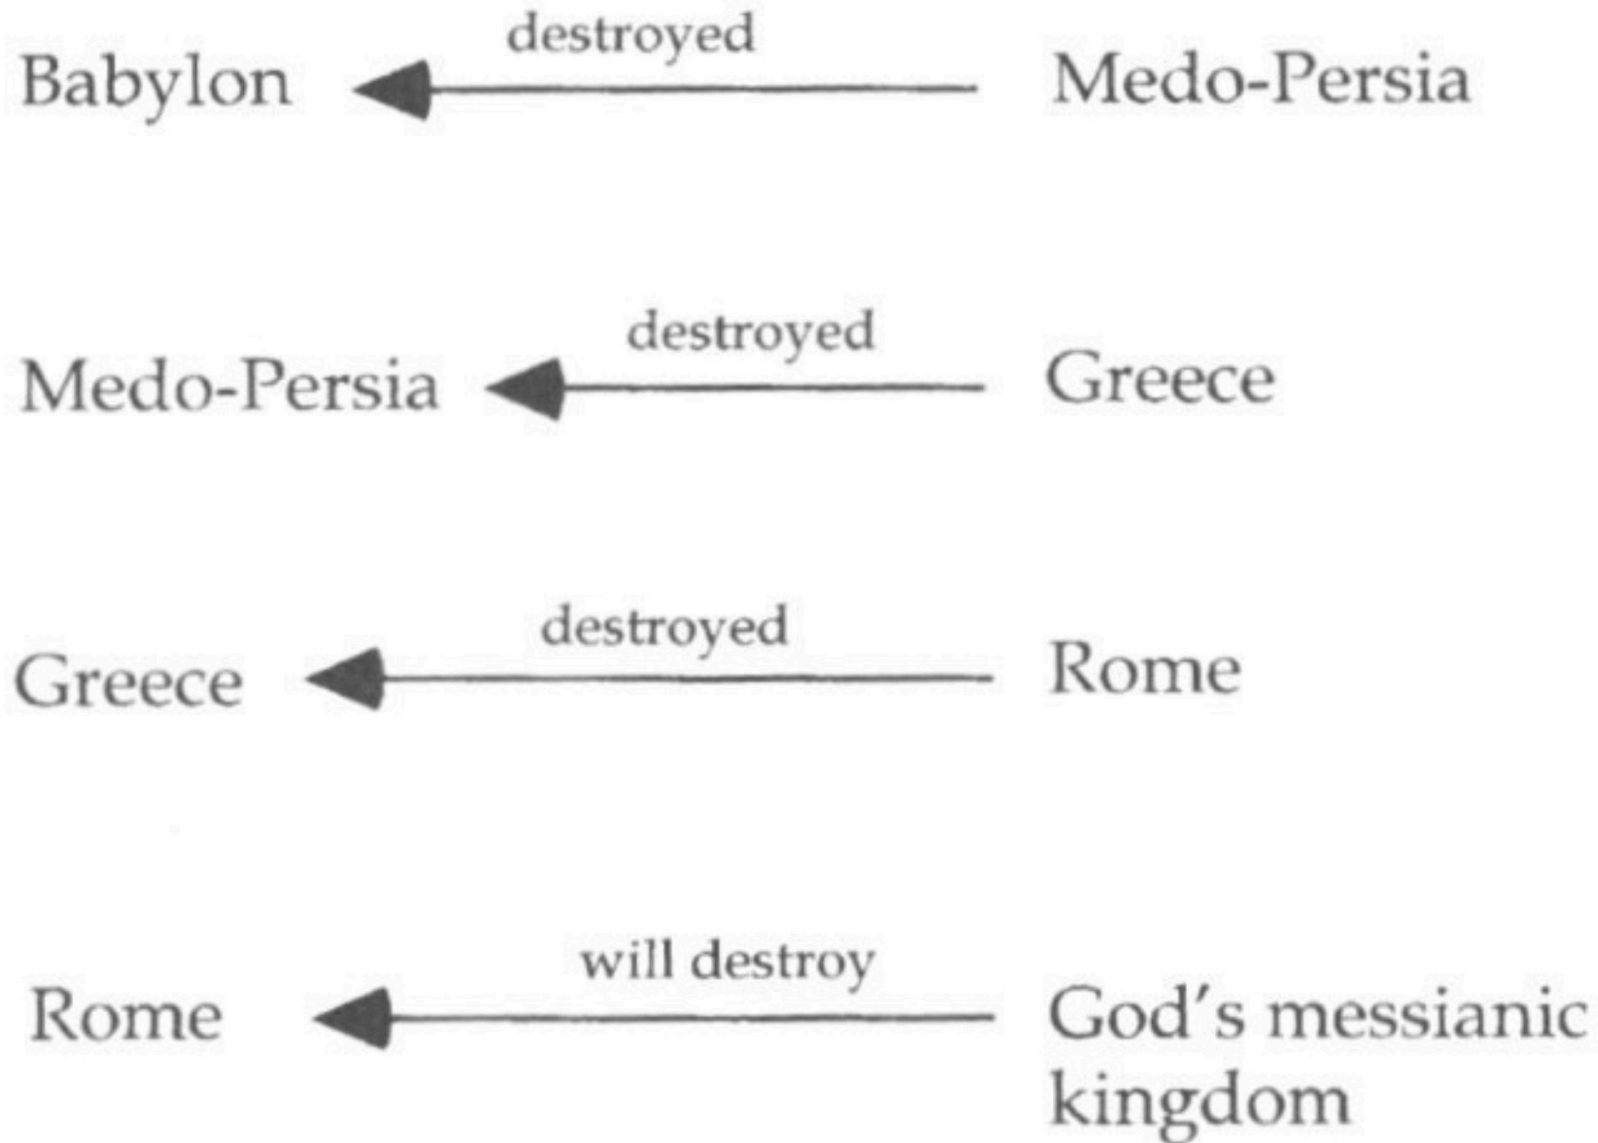 destroyed
Babylon Medo-Persia
destroyed
Medo-Persia Greece
destroyed
Greece Rome
will destroy
Rome God's messianic
kingdom